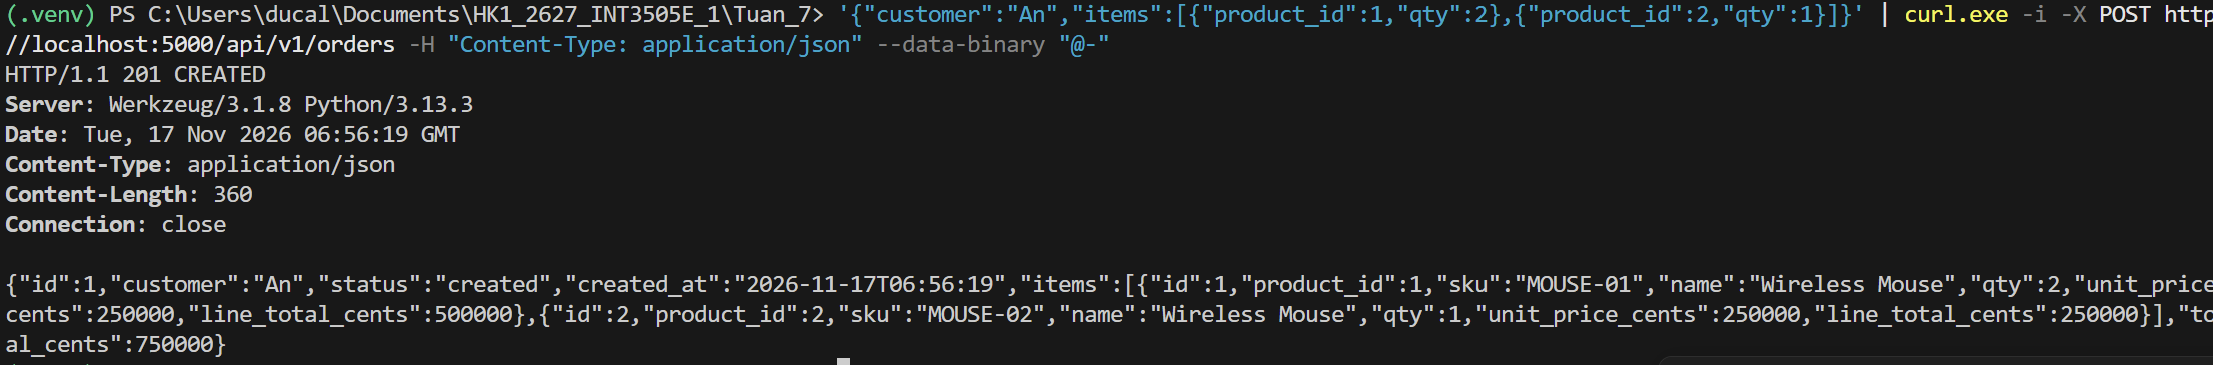 (.venv) PS C:\Users\ducal\Documents\HK1_2627_INT3505E_1\Tuan_7> '{"customer":"An","items":[{"product_id":1,"qty":2},{"product_id":2,"qty":1}]}' | curl.exe -i -X POST http
//localhost:5000/api/v1/orders -H "Content-Type: application/json" --data-binary "@-"
HTTP/1.1 201 CREATED
Server: Werkzeug/3.1.8 Python/3.13.3
Date: Tue, 17 Nov 2026 06:56:19 GMT
Content-Type: application/json
Content-Length: 360
Connection: close
{"id":1,"customer":"An","status":"created","created_at":"2026-11-17T06:56:19","items":[{"id":1,"product_id":1,"sku":"MOUSE-01","name":"Wireless Mouse","qty":2,"unit_price
cents":250000,"line_total_cents":500000},{"id":2,"product_id":2,"sku":"MOUSE-02","name":"Wireless Mouse","qty":1,"unit_price_cents":250000,"line_total_cents":250000}],"to
al_cents":750000}